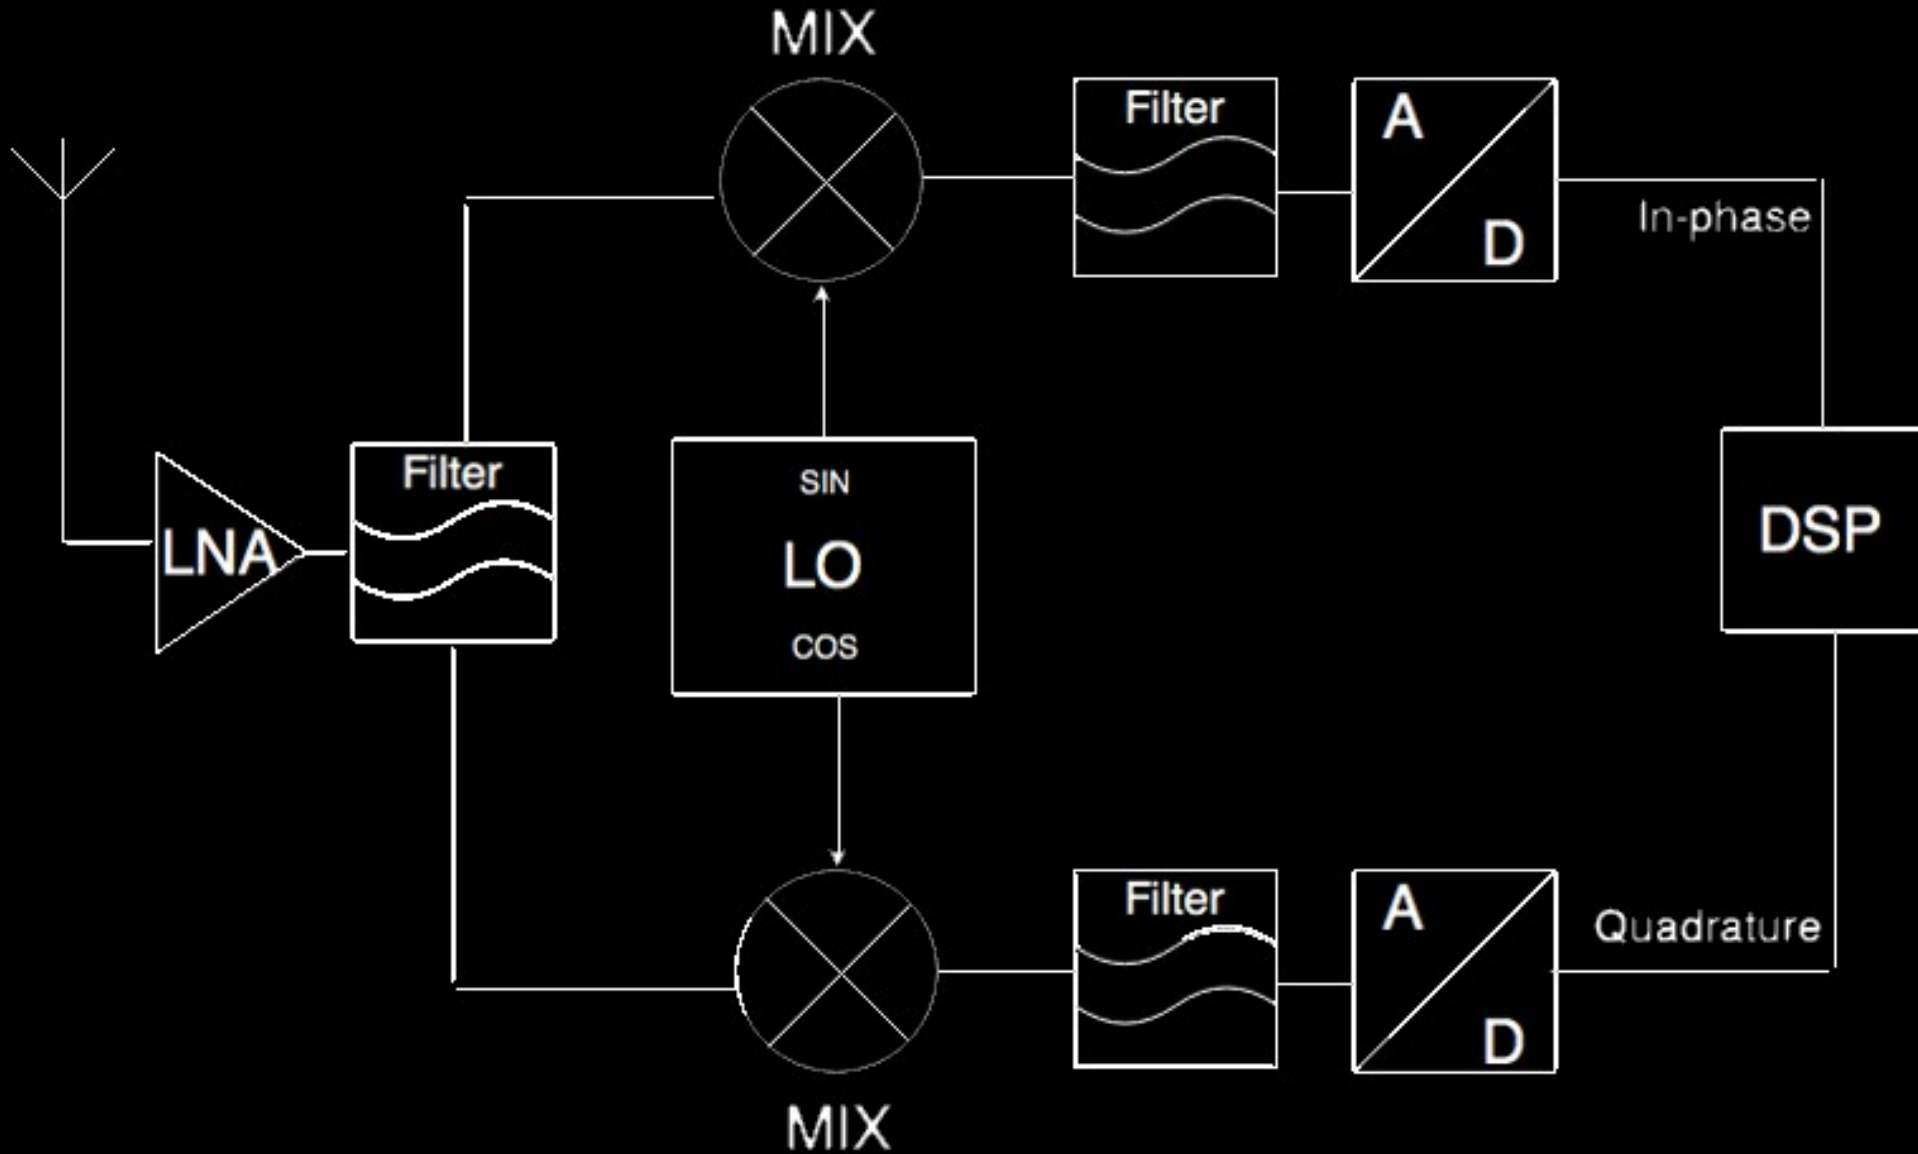 MIX
Filter
A
D
In-phase
LNA
Filter
SIN
LO
COS
DSP
Filter
A
D
Quadrature
MIX